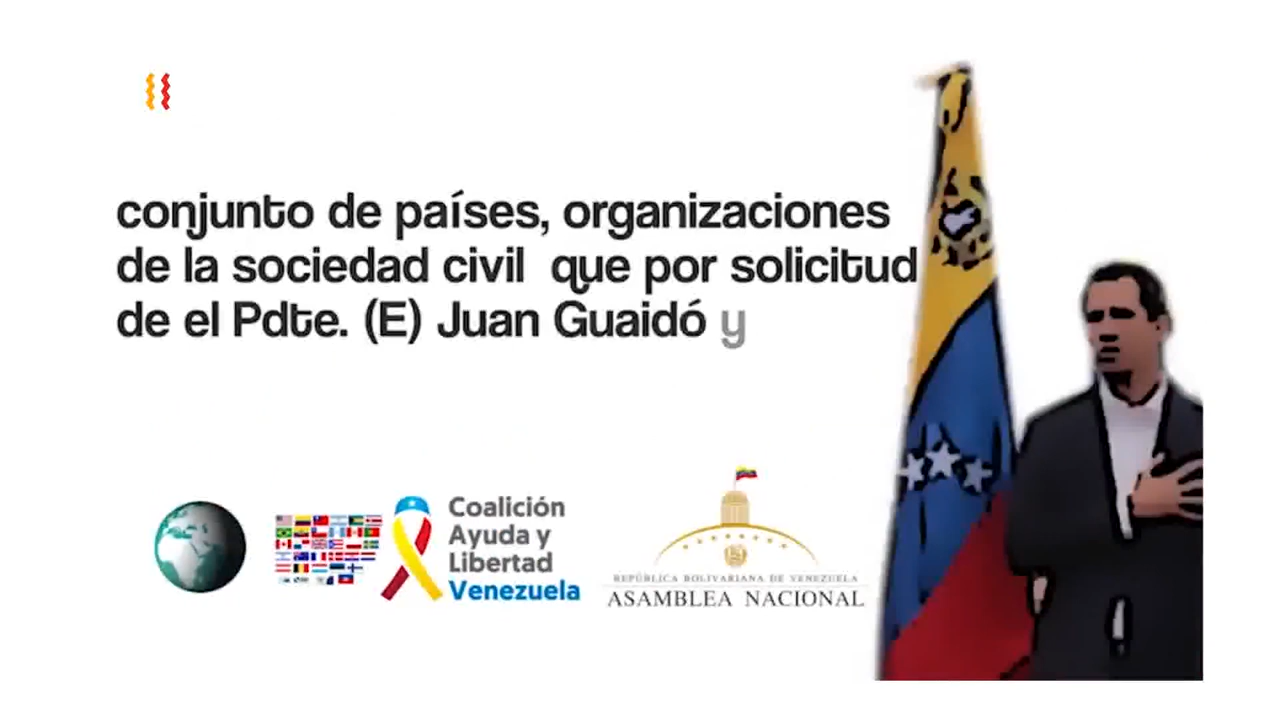 conjunto de países, organizaciones
de la sociedad civil que por solicitud
de el Pdte. (E) Juan Guaidó y
Coalición
Ayuda y
Libertad
Venezuela
REPÚBLICA BOLIVARIANA DE VENEZUELA
ASAMBLEA NACIONAL